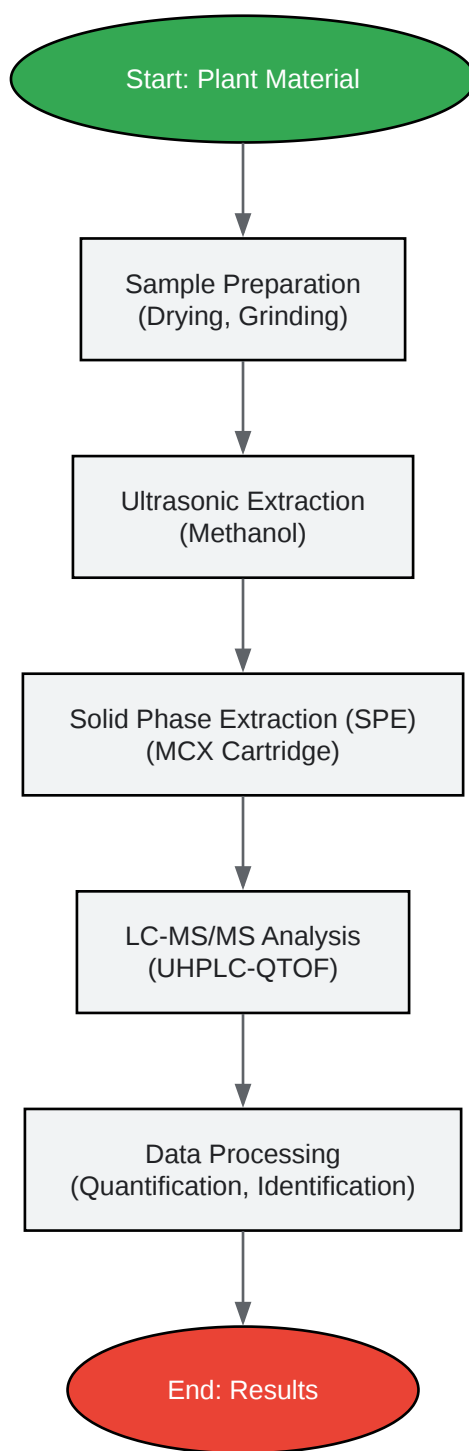 Start: Plant Material
Sample Preparation
(Drying, Grinding)
Ultrasonic Extraction
(Methanol)
Solid Phase Extraction (SPE)
(MCX Cartridge)
LC-MS/MS Analysis
(UHPLC-QTOF)
Data Processing
(Quantification, Identification)
End: Results